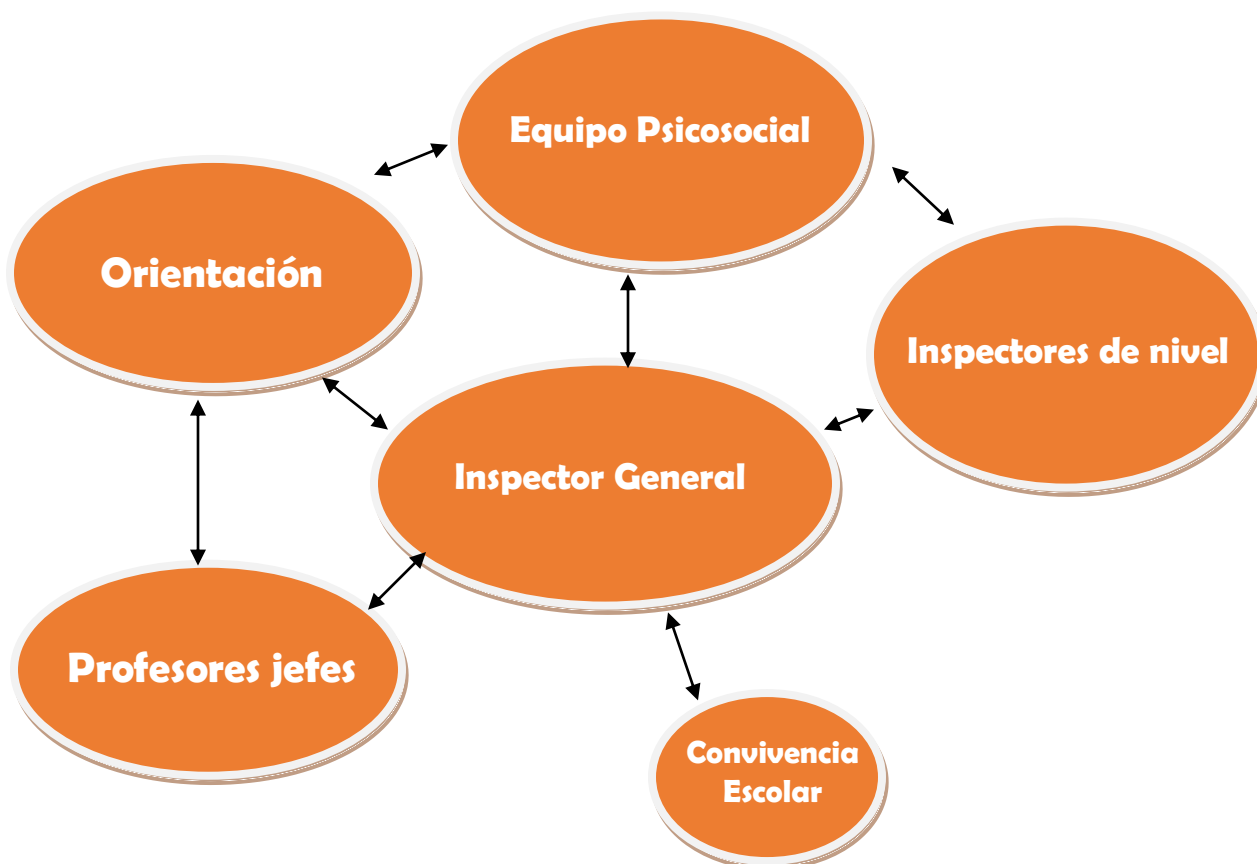 Equipo Psicosocial
Orientación
Inspectores de nivel
Inspector General
Profesores jefes
Convivencia
Escolar